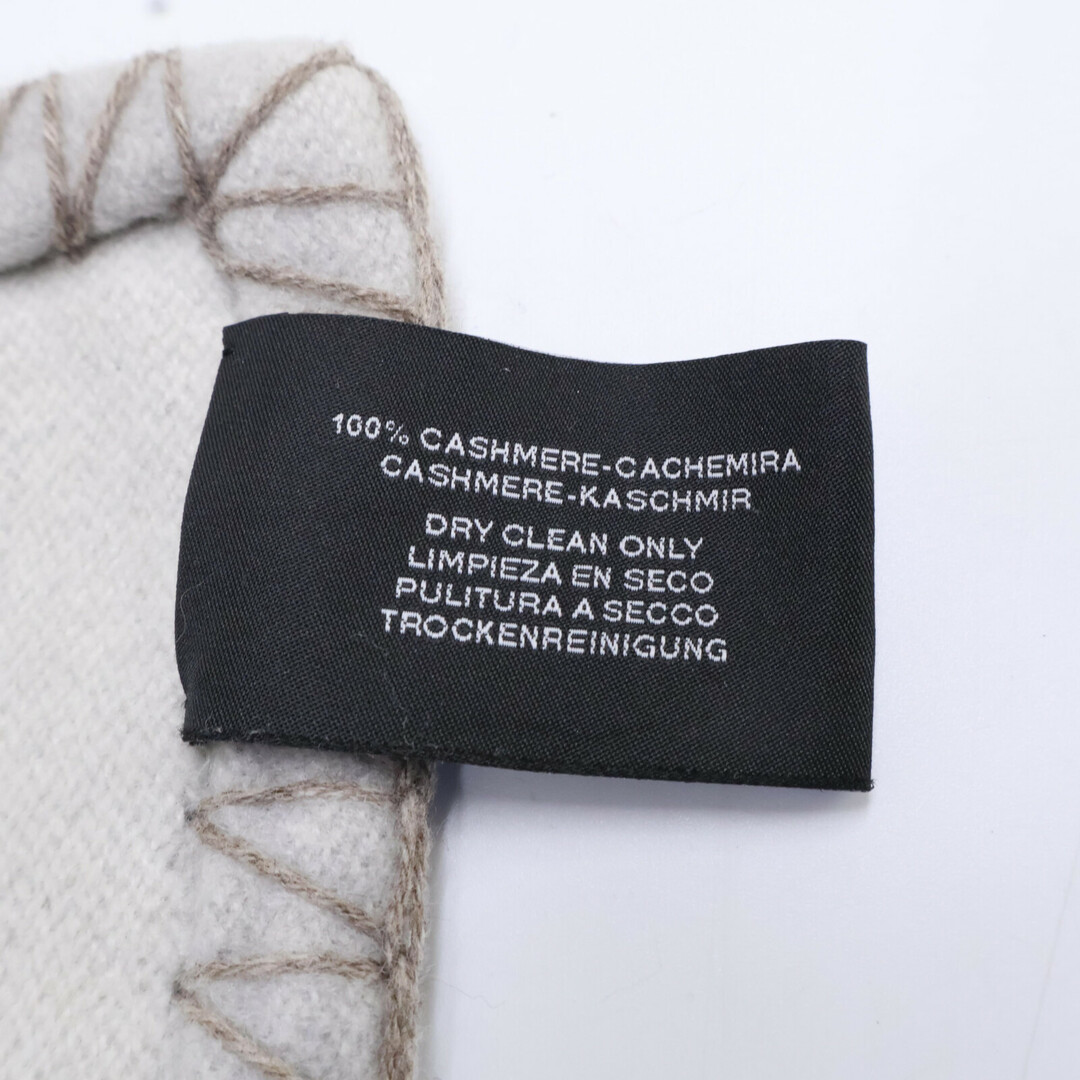 100% CASHMERE-CACHEMIRA
CASHMERE-KASCHMIR
DRY CLEAN ONLY
LIMPIEZA EN SECO
PULITURA A SECCO
TROCKENREINIGUNG